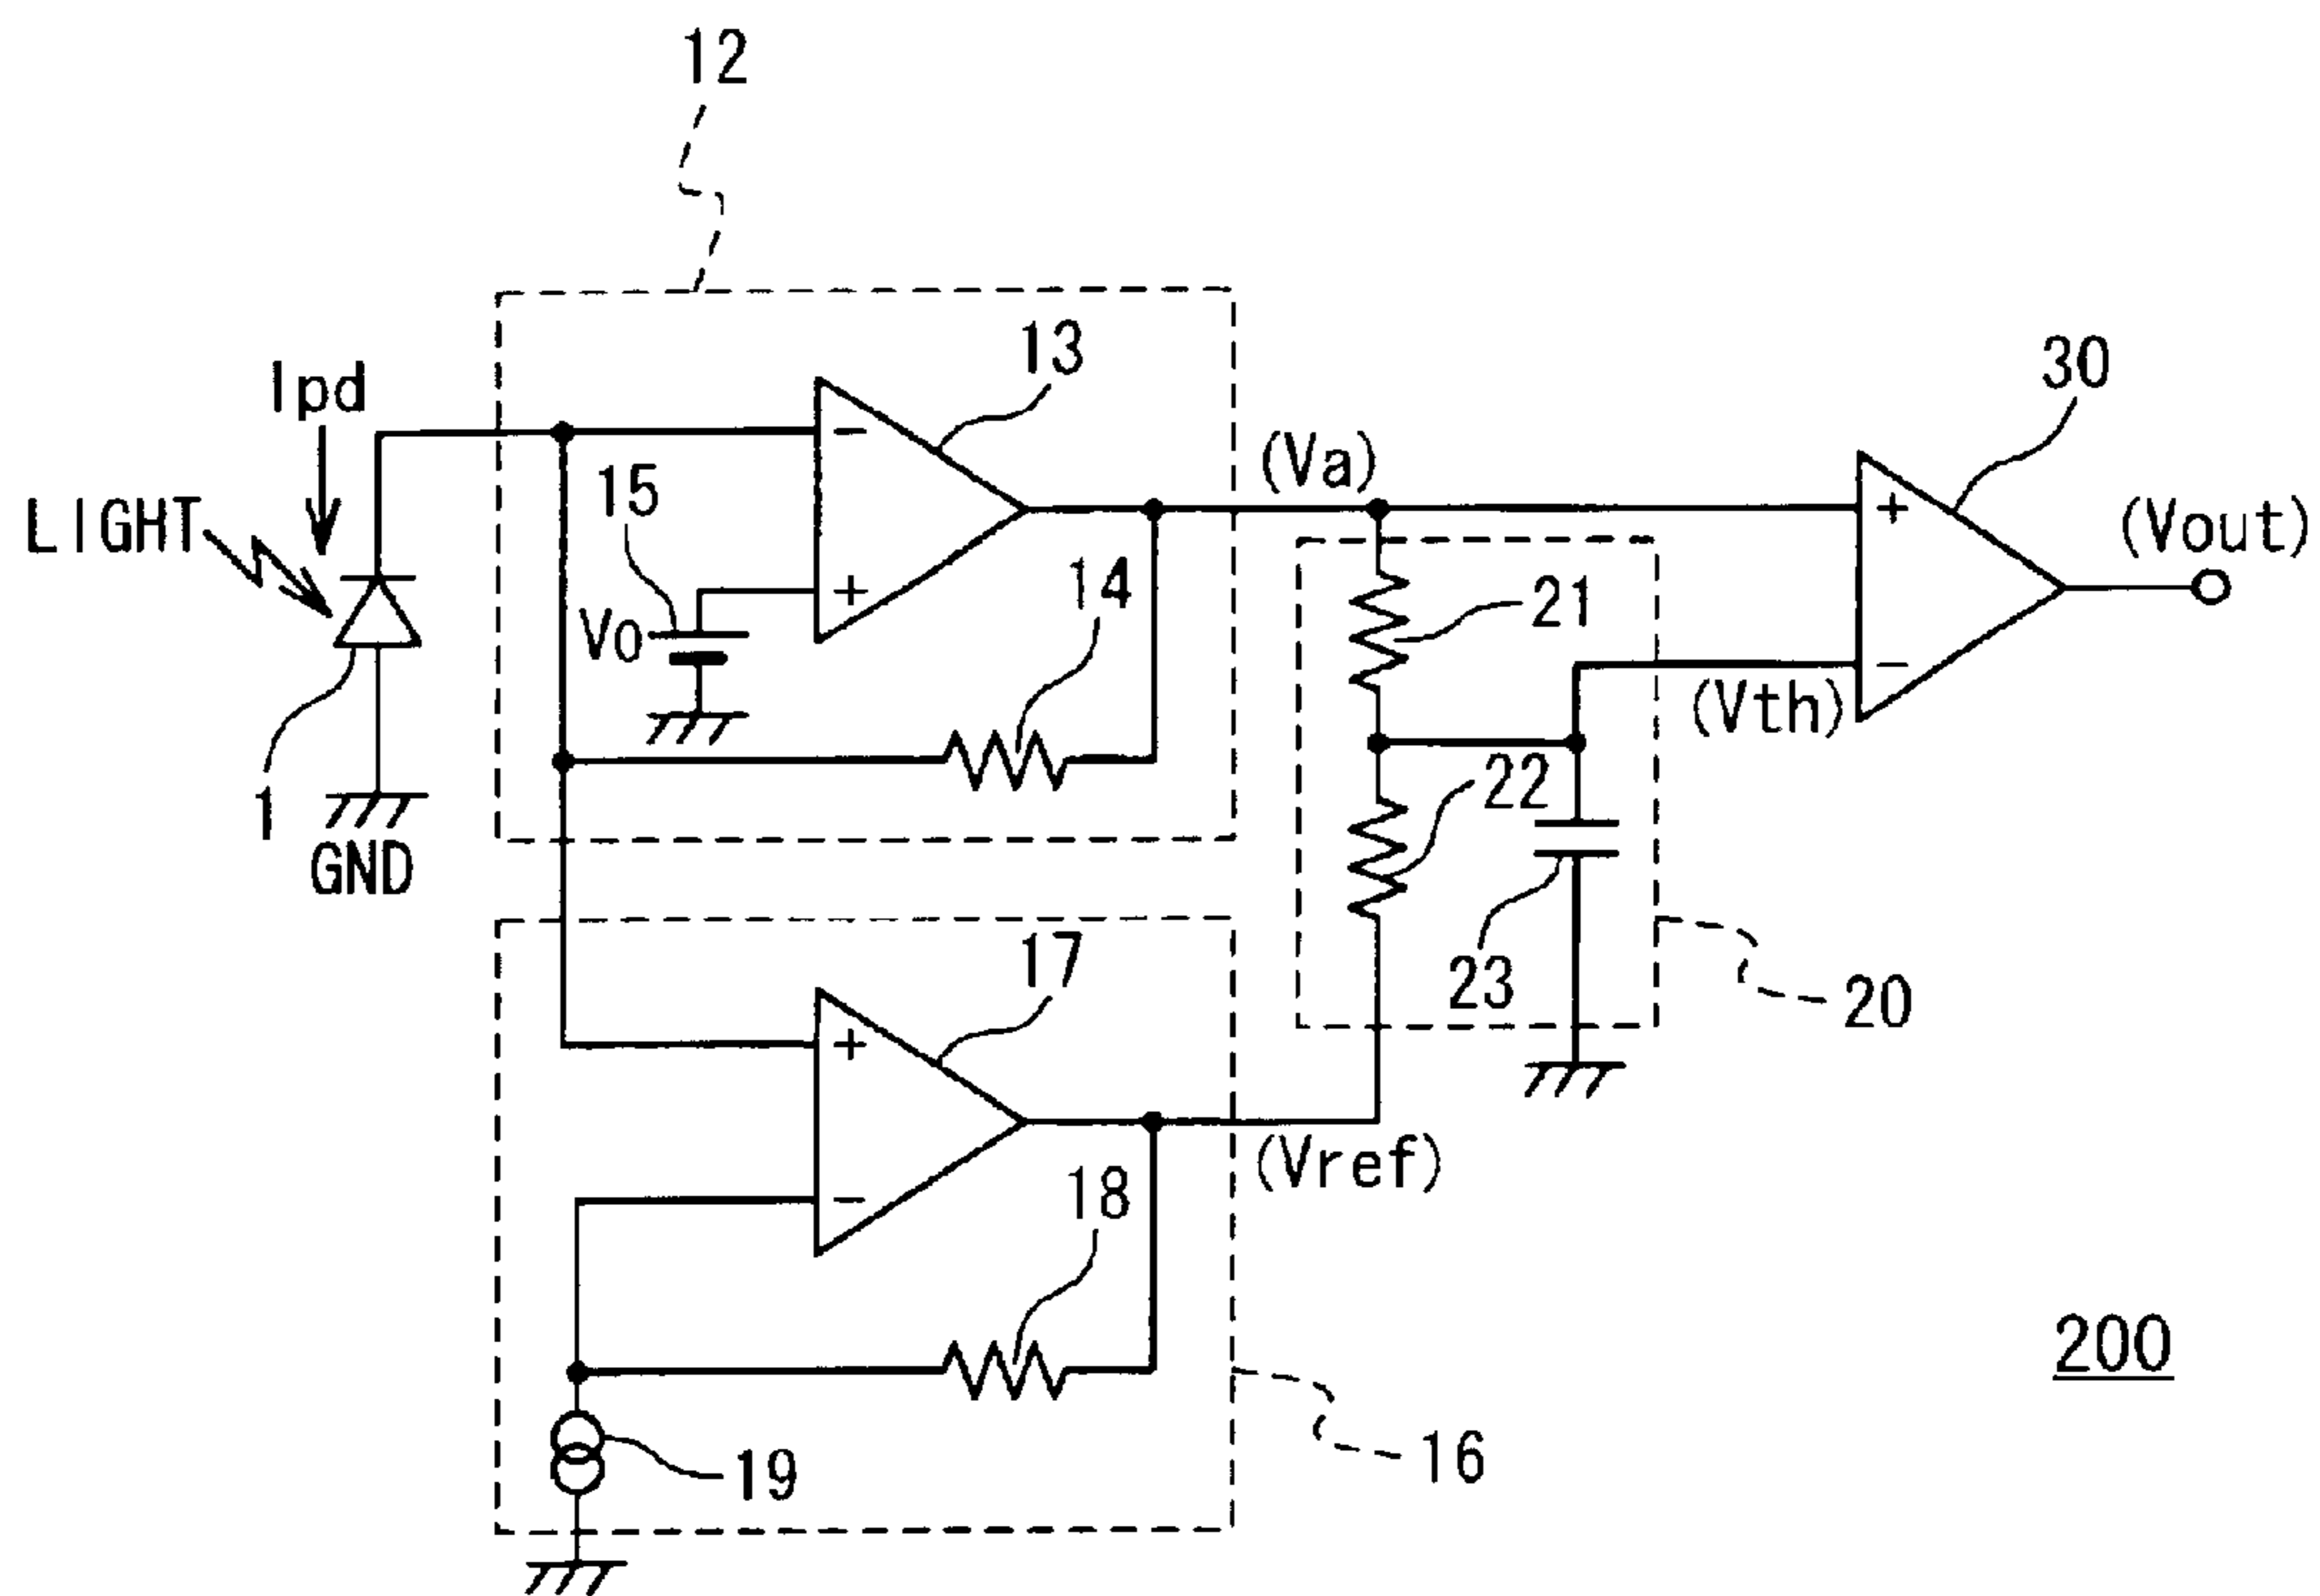 12
13
30
Ipd
(Va)
15
LIGHT
(Vout)
14
21
Vo
(Vth)
22
1
GND
17
23
20
(Vref)
18
200
16
19
+
-
+
-
+
-